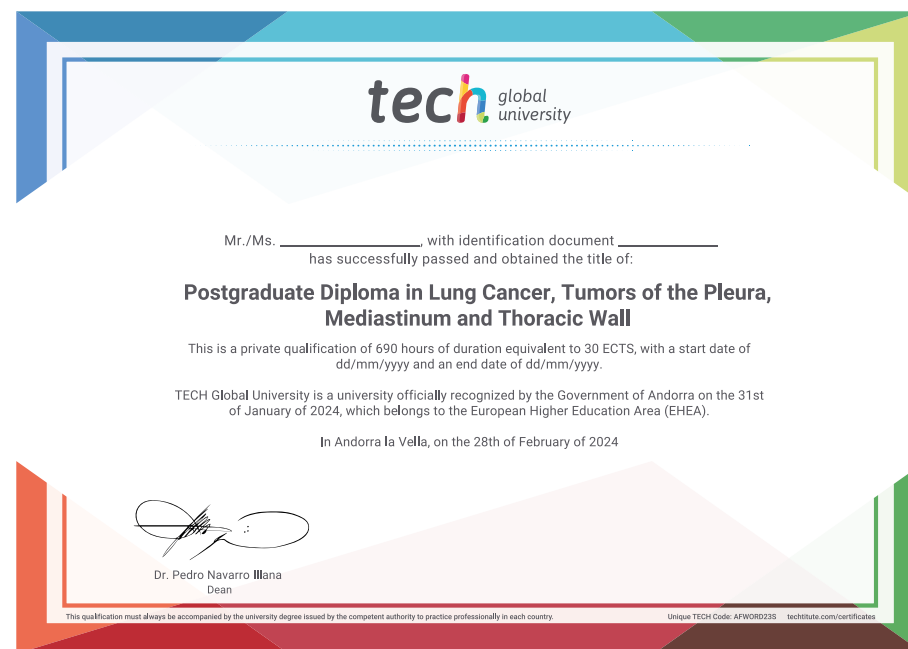 tech global university
Mr./Ms. ____________________, with identification document ______________
has successfully passed and obtained the title of:
Postgraduate Diploma in Lung Cancer, Tumors of the Pleura,
Mediastinum and Thoracic Wall
This is a private qualification of 690 hours of duration equivalent to 30 ECTS, with a start date of
dd/mm/yyyy and an end date of dd/mm/yyyy.
TECH Global University is a university officially recognized by the Government of Andorra on the 31st
of January of 2024, which belongs to the European Higher Education Area (EHEA).
In Andorra la Vella, on the 28th of February of 2024
Dr. Pedro Navarro Illana
Dean
This qualification must always be accompanied by the university degree issued by the competent authority to practice professionally in each country.
Unique TECH Code: AFWORD23S techtitute.com/certificates